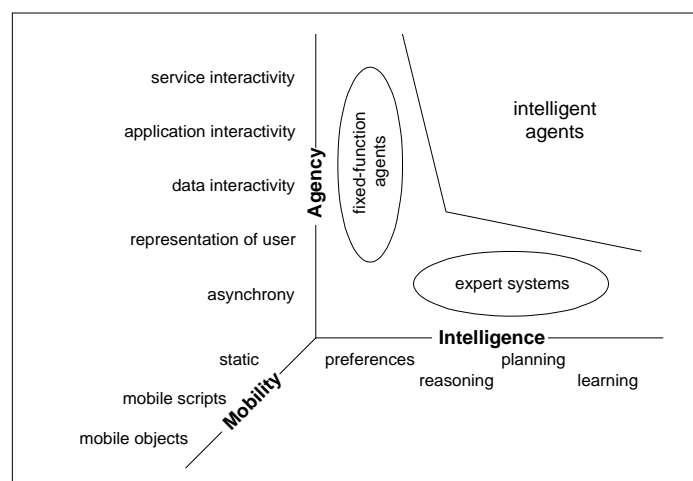 service interactivity
application interactivity
data interactivity
representation of user
asynchrony
Agency
fixed-function
agents
intelligent
agents
expert systems
Intelligence
static
mobile scripts
mobile objects
Mobility
preferences
reasoning
planning
learning